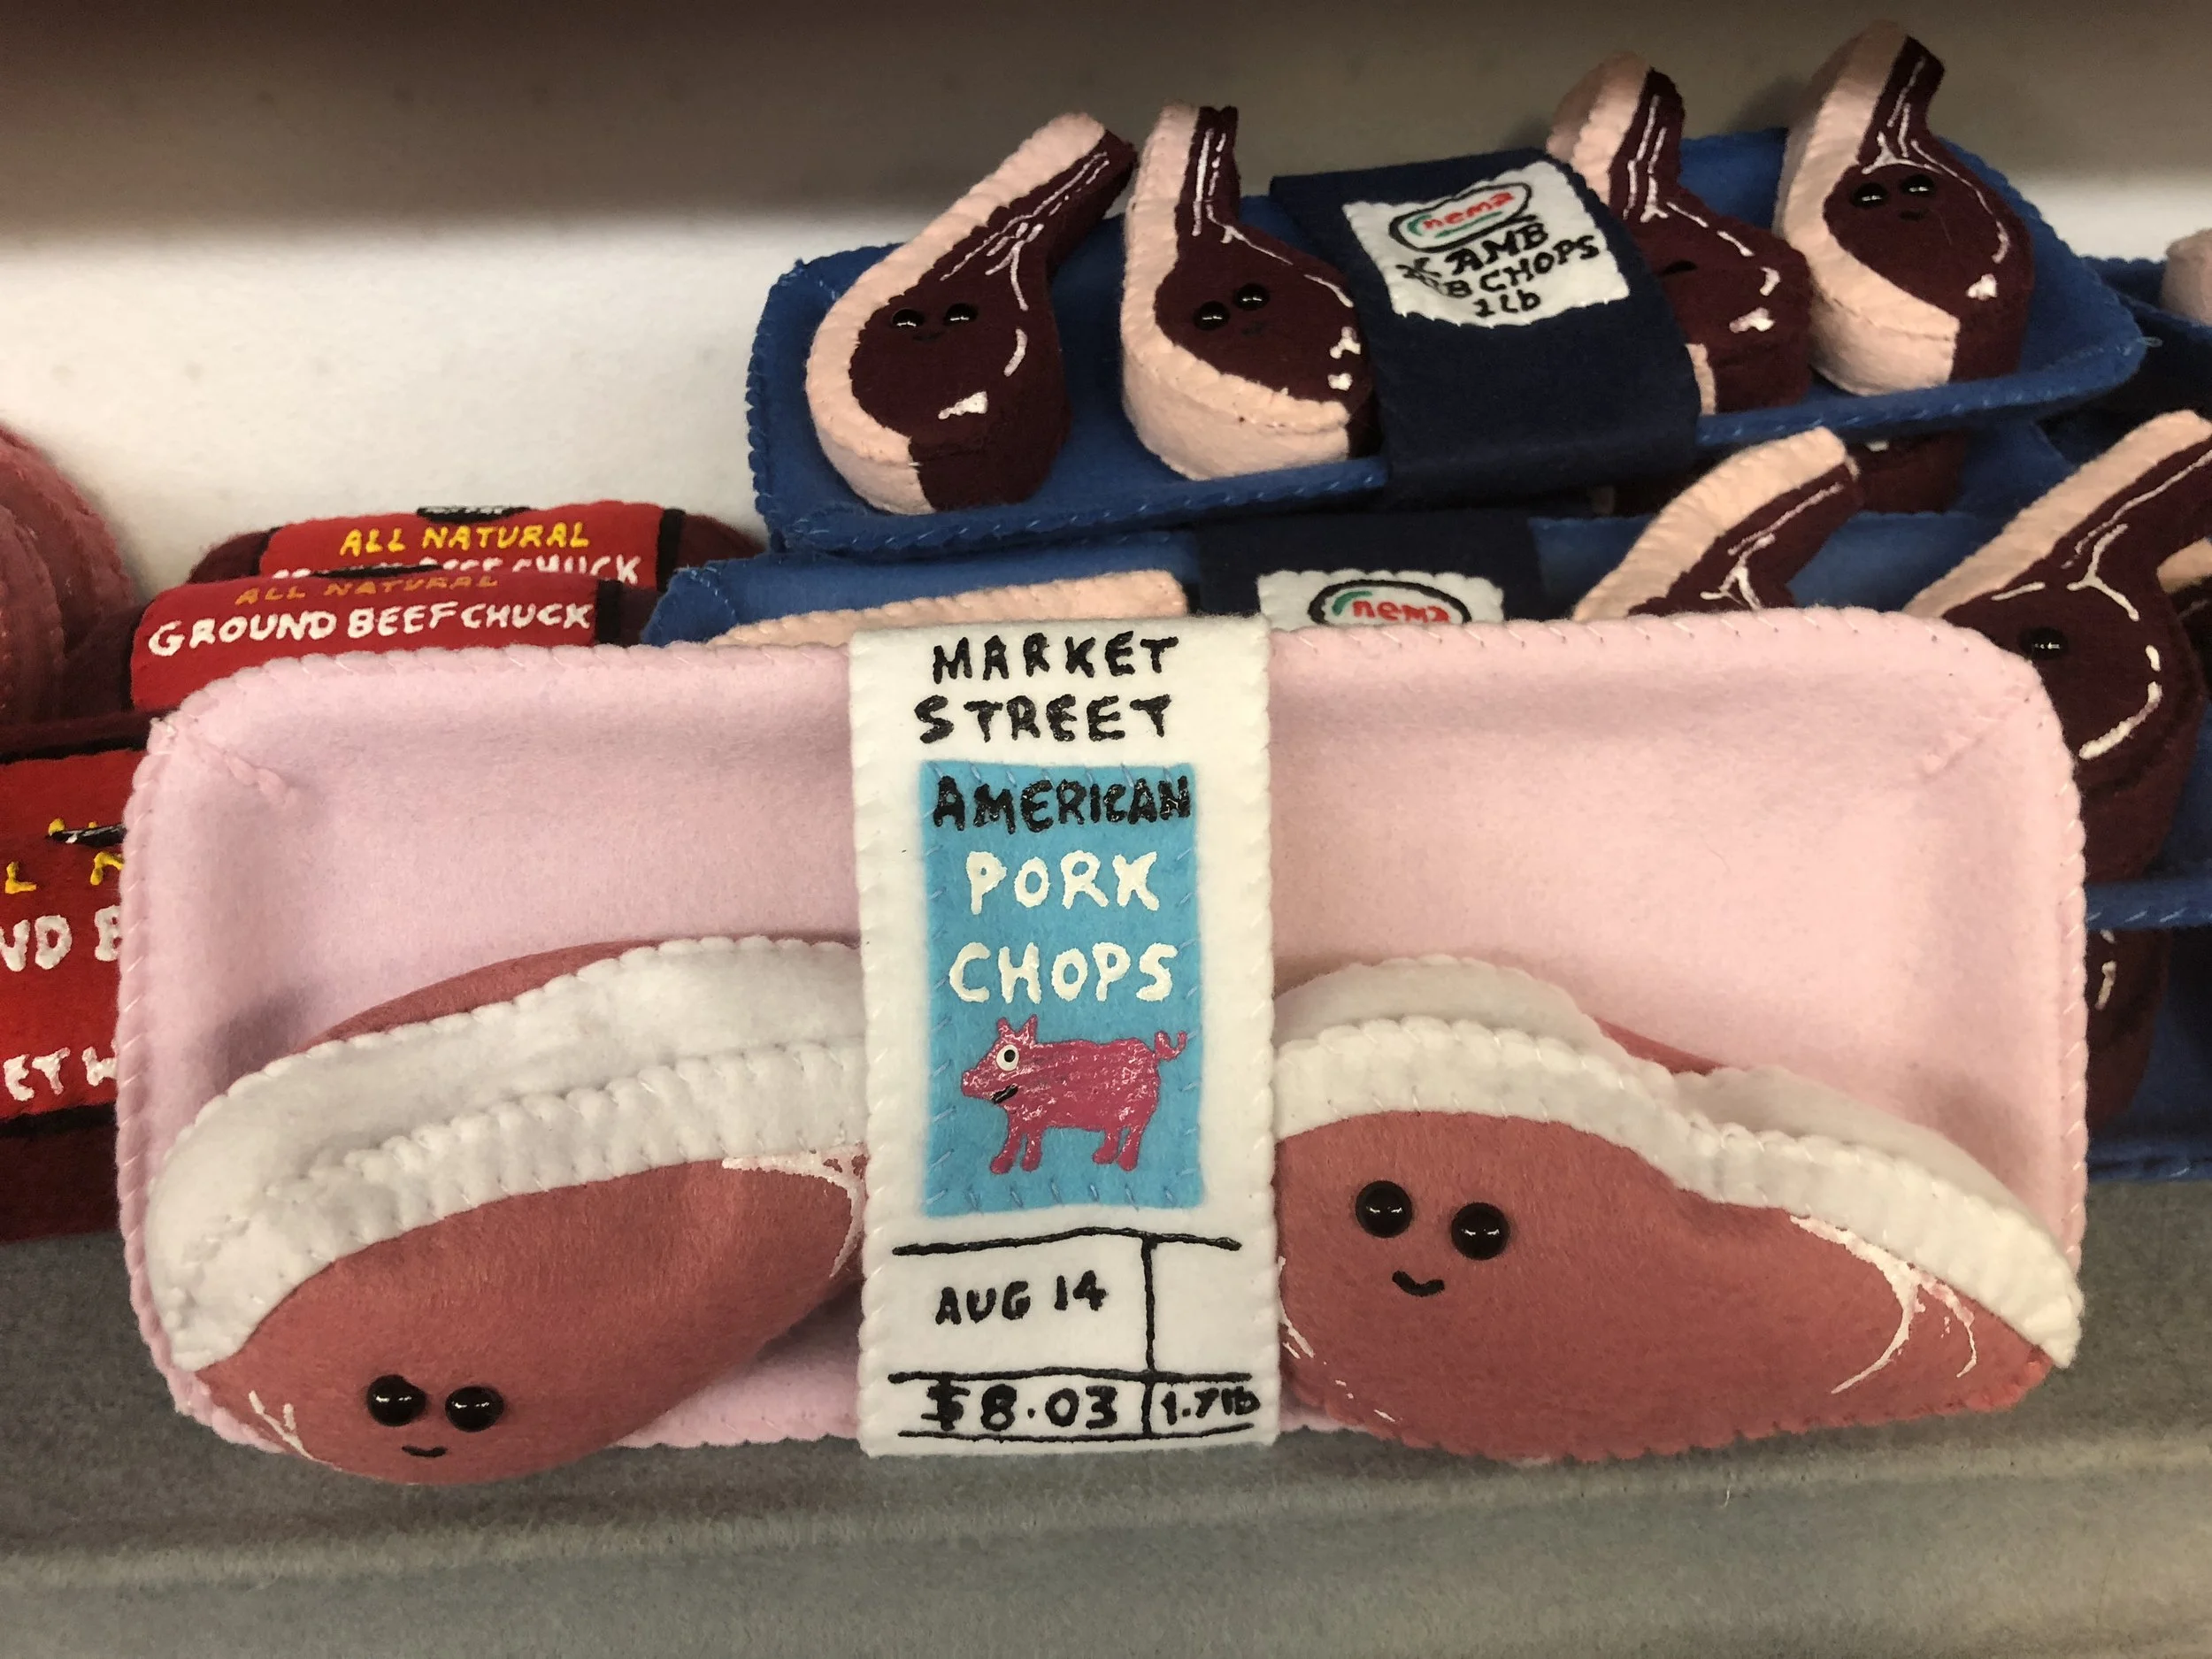 nema
AMB
CHOPS
1Lb
ALL NATURAL
ALL NATURAL
GROUND BEEF CHUCK
nema
MARKET
STREET
AMERICAN
PORK
CHOPS
AUG 14
$8.03 1.7lb